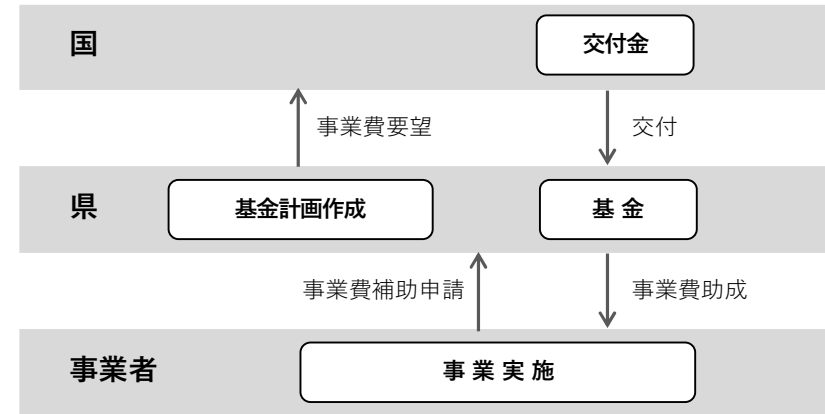 国
交付金
事業費要望
交付
県
基金計画作成
基 金
事業費補助申請
事業費助成
事業者
事 業 実 施